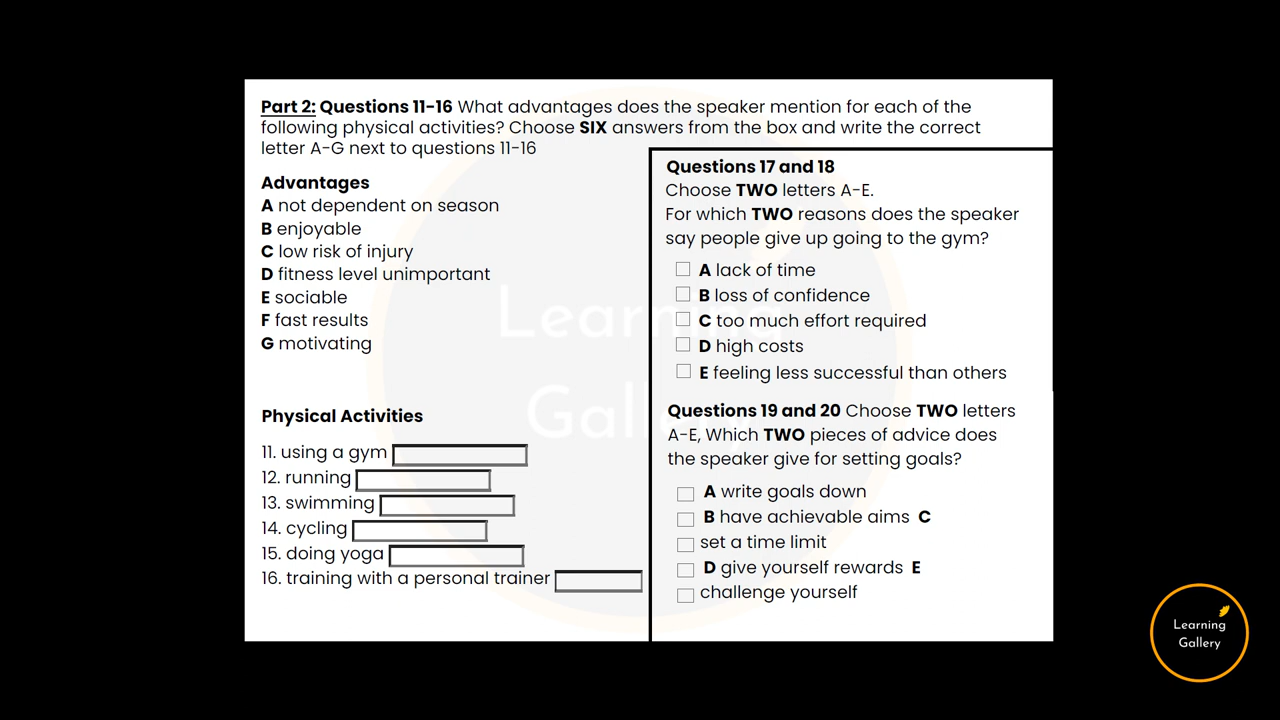 Part 2: Questions 11-16 What advantages does the speaker mention for each of the
following physical activities? Choose SIX answers from the box and write the correct
letter A-G next to questions 11-16
Advantages
A not dependent on season
B enjoyable
C low risk of injury
D fitness level unimportant
E sociable
F fast results
G motivating
Physical Activities
11. using a gym
12. running
13. swimming
14. cycling
15. doing yoga
16. training with a personal trainer
Questions 17 and 18
Choose TWO letters A-E.
For which TWO reasons does the speaker
say people give up going to the gym?
A lack of time
B loss of confidence
C too much effort required
D high costs
E feeling less successful than others
Questions 19 and 20 Choose TWO letters
A-E, Which TWO pieces of advice does
the speaker give for setting goals?
A write goals down
B have achievable aims C
set a time limit
D give yourself rewards E
challenge yourself
Learning
Gallery
Learning
Gallery